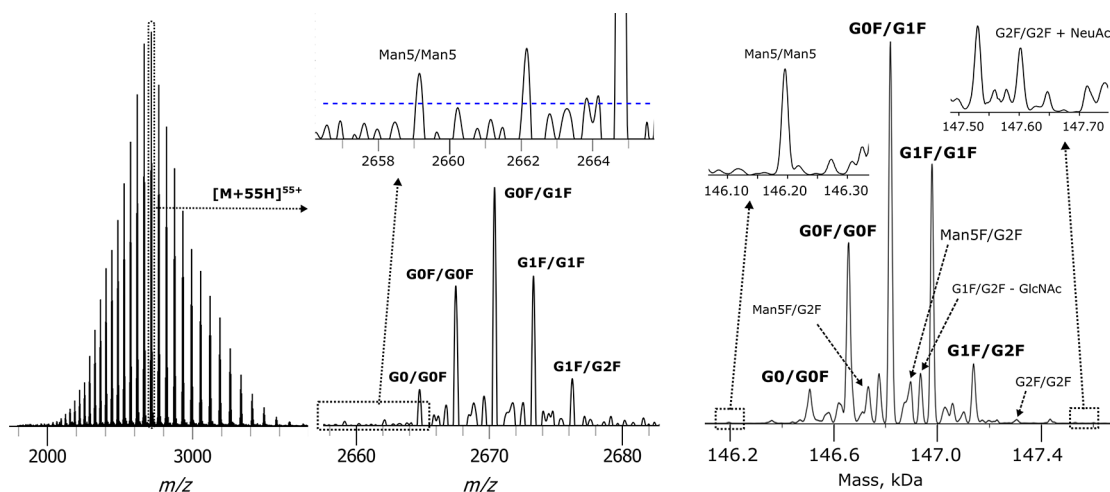 [M+55H]55+
2000
3000
m/z
Man5/Man5
2658
2660
2662
2664
G0F/G1F
G0F/G0F
G1F/G1F
G0/G0F
G1F/G2F
2660
2670
2680
m/z
G0F/G1F
Man5/Man5
146.10
146.20
146.30
G2F/G2F + NeuAc
147.50
147.60
147.70
G1F/G1F
G0F/G0F
Man5F/G2F
G1F/G2F - GlcNAc
Man5F/G2F
G1F/G2F
G0/G0F
G2F/G2F
146.2
146.6
147.0
147.4
Mass, kDa